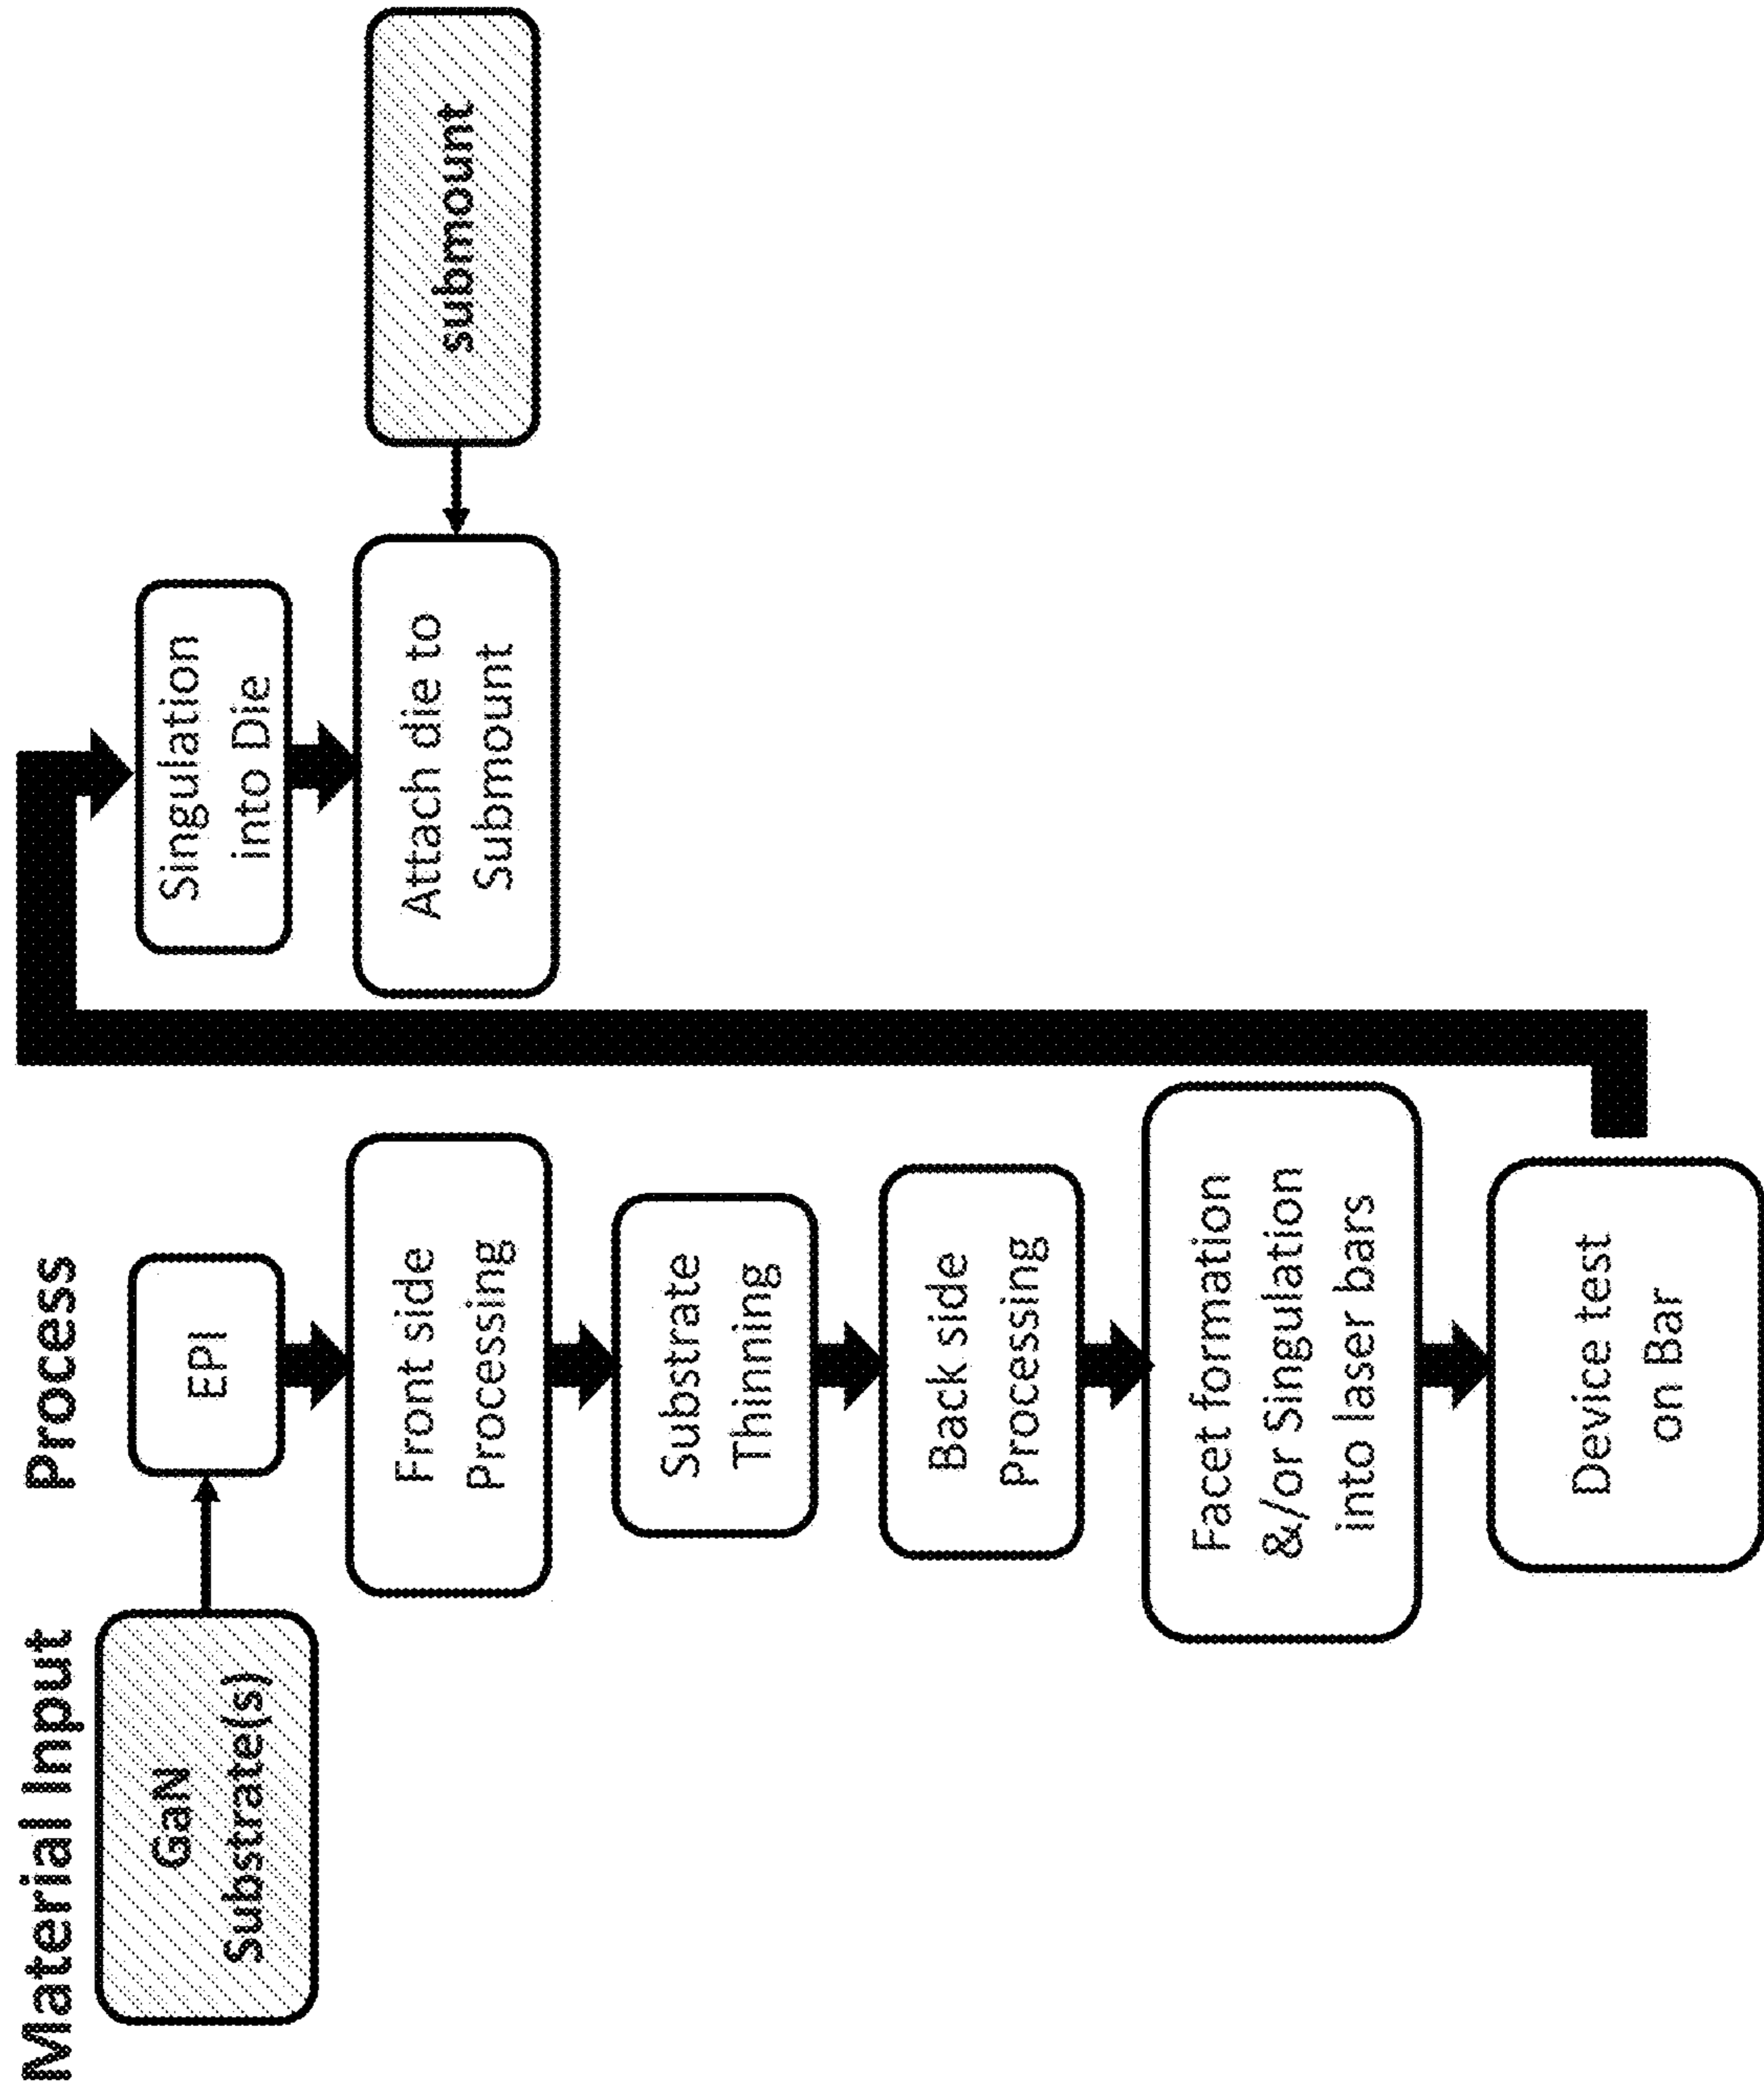 Material Input
Process
GaN
Substrate(s)
EPI
Front side
Processing
Substrate
Thinning
Back side
Processing
Facet formation
&/or Singulation
into laser bars
Device test
on Bar
Singulation
into Die
Attach die to
Submount
submount